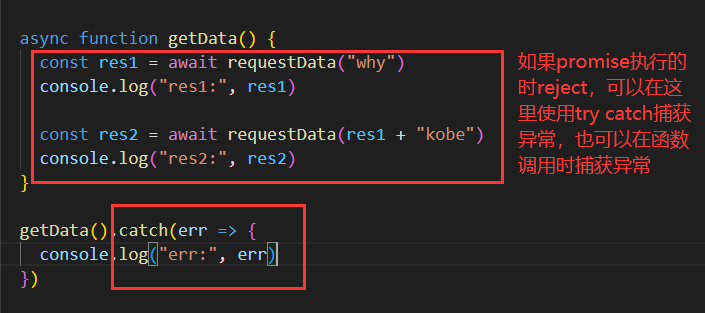 async function getData() {
const res1 = await requestData("why")
console.log("res1:", res1)
const res2 = await requestData(res1 + "kobe")
console.log("res2:", res2)
}
getData().catch(err => {
console.log("err:", err)
})
如果promise执行的
时reject，可以在这
里使用try catch捕获
异常，也可以在函数
调用时捕获异常